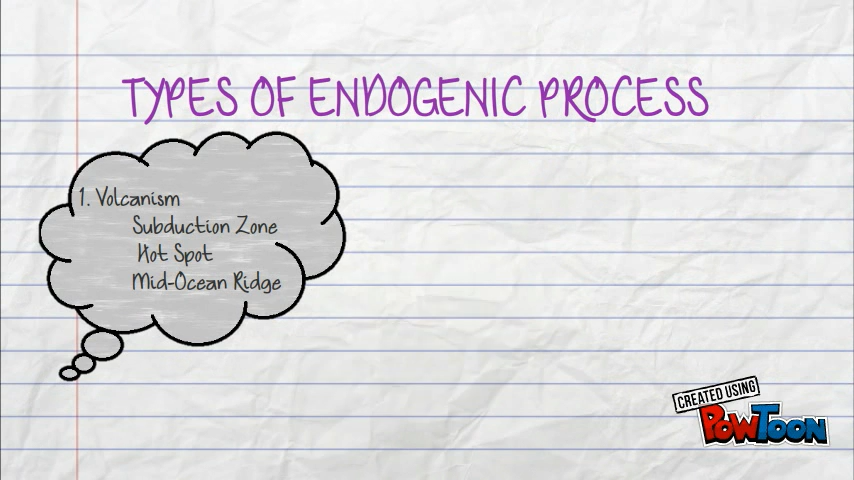 TYPES OF ENDOGENIC PROCESS
1. Volcanism
Subduction Zone
Hot Spot
Mid-Ocean Ridge
CREATED USING
POWTOON